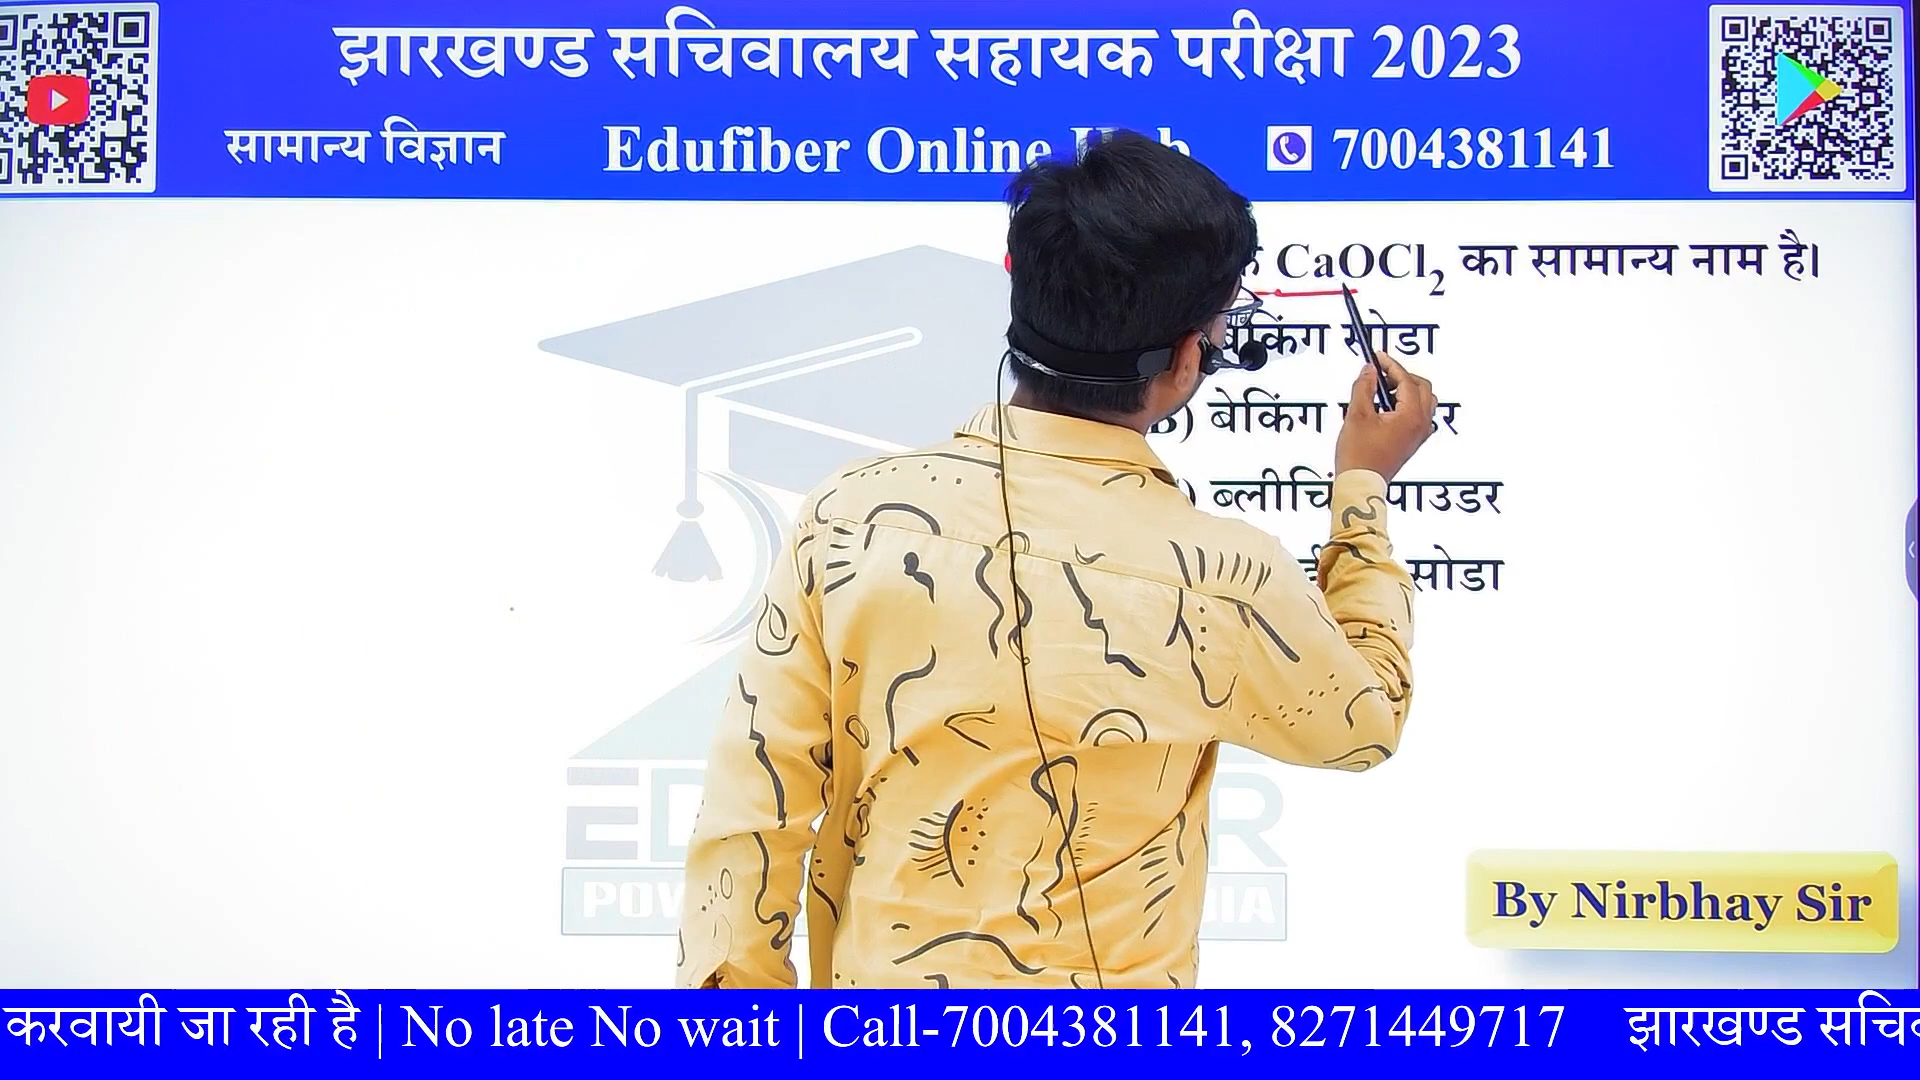 झारखण्ड सचिवालय सहायक परीक्षा 2023
सामान्य विज्ञान
Edufiber Online
7004381141
CaOCl₂ का सामान्य नाम है।
बेकिंग सोडा
B) बेकिंग
ब्लीचिंग पाउडर
सोडा
By Nirbhay Sir
करवायी जा रही है | No late No wait | Call-7004381141, 8271449717 झारखण्ड